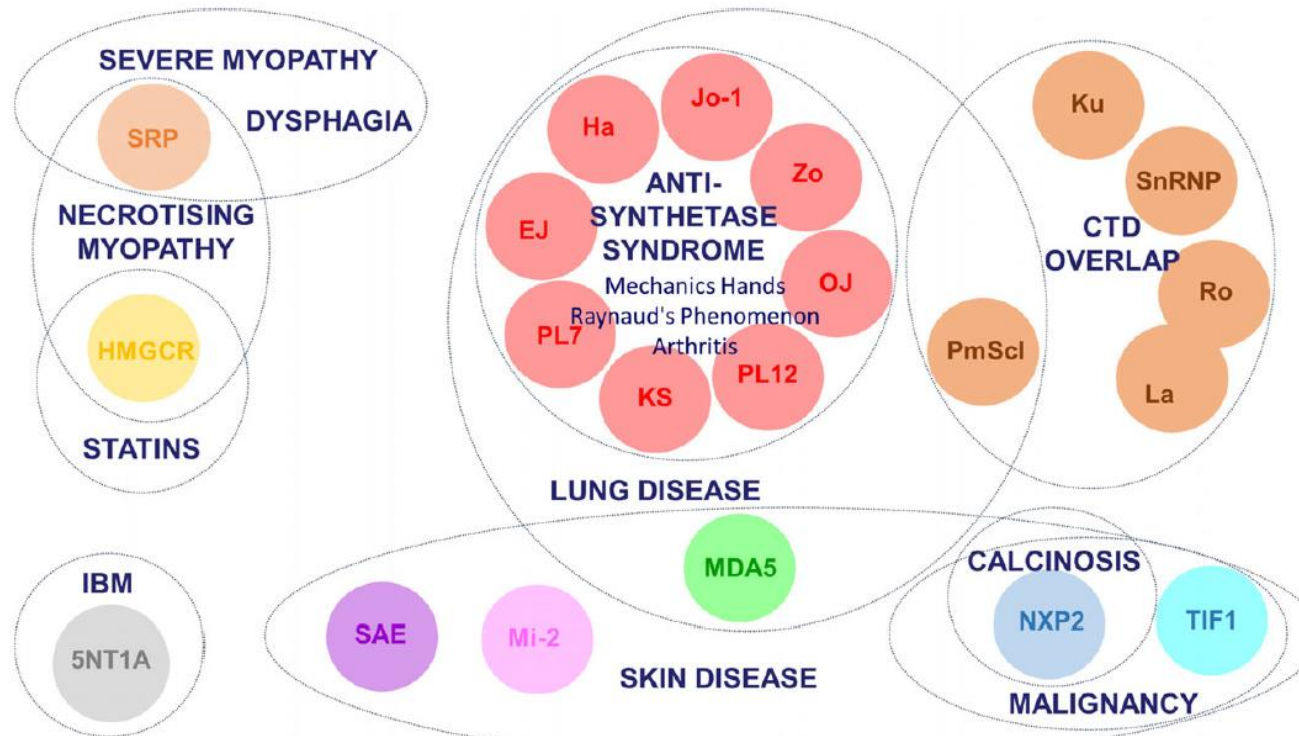 SEVERE MYOPATHY
DYSPHAGIA
SRP
NECROTISING
MYOPATHY
HMGCR
STATINS
IBM
5NT1A
Jo-1
Ha
Zo
EJ
ANTI-
SYNTHETASE
SYNDROME
Mechanics Hands
Raynaud's Phenomenon
Arthritis
OJ
PL7
PL12
KS
LUNG DISEASE
Ku
SnRNP
CTD
OVERLAP
Ro
PmScl
La
MDA5
SAE
Mi-2
SKIN DISEASE
CALCINOSIS
NXP2
TIF1
MALIGNANCY